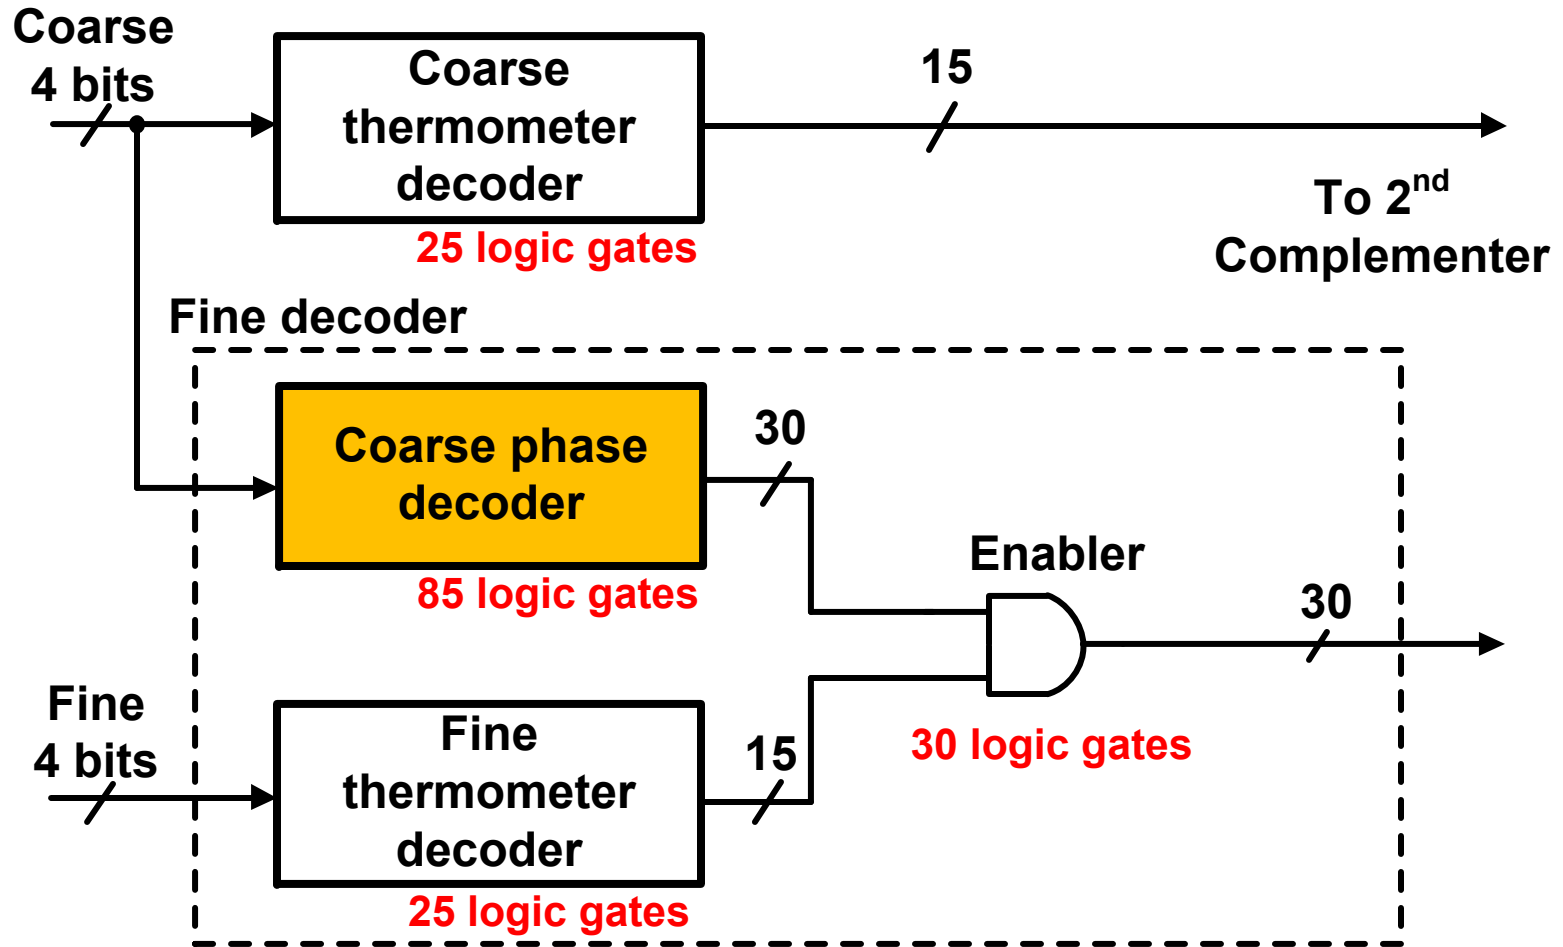 Coarse
4 bits
Coarse
thermometer
decoder
15
25 logic gates
To 2nd
Complementer
Fine decoder
Coarse phase
decoder
30
85 logic gates
Enabler
30
Fine
4 bits
Fine
thermometer
decoder
15
30 logic gates
25 logic gates